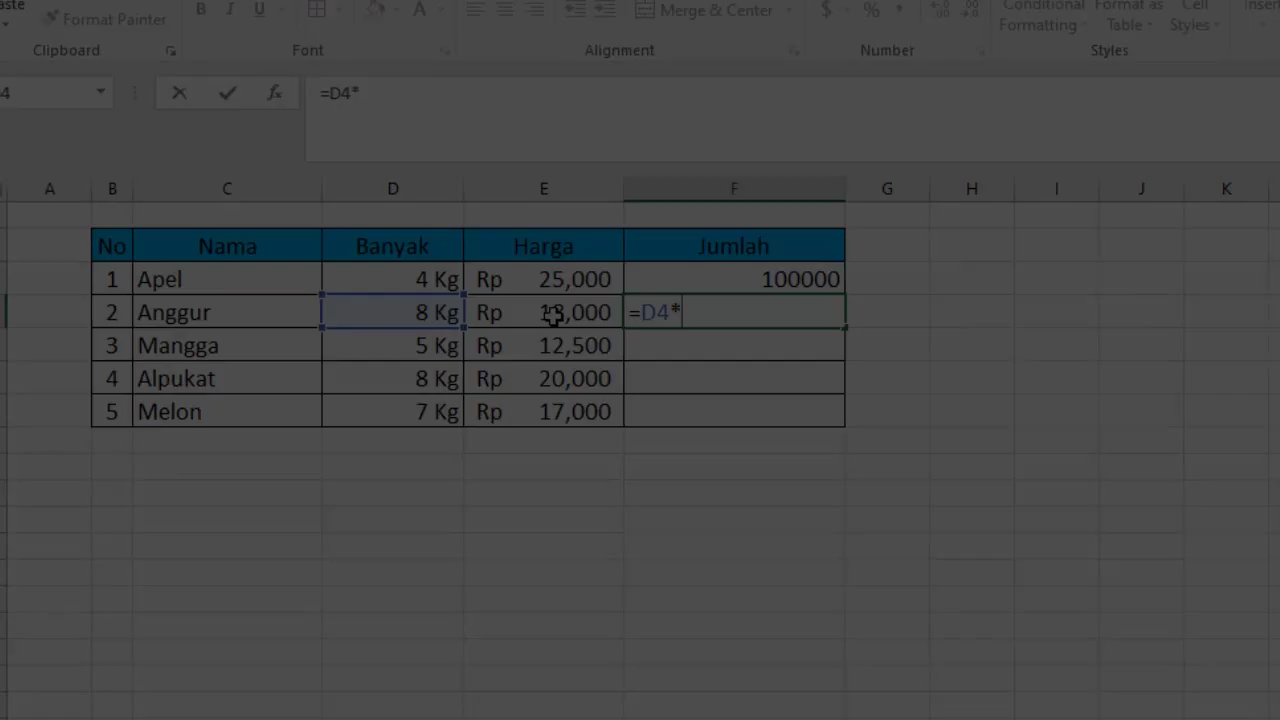 Format Painter
B I U A
Merge & Center
$ % ,
Conditional Format as Cell
Formatting Table Styles
Clipboard Font Alignment Number Styles
4 =D4*
A B C D E F G H I J K
No Nama Banyak Harga Jumlah
1 Apel 4 Kg Rp 25,000 100000
2 Anggur 8 Kg Rp =D4*
3 Mangga 5 Kg Rp 12,500
4 Alpukat 8 Kg Rp 20,000
5 Melon 7 Kg Rp 17,000